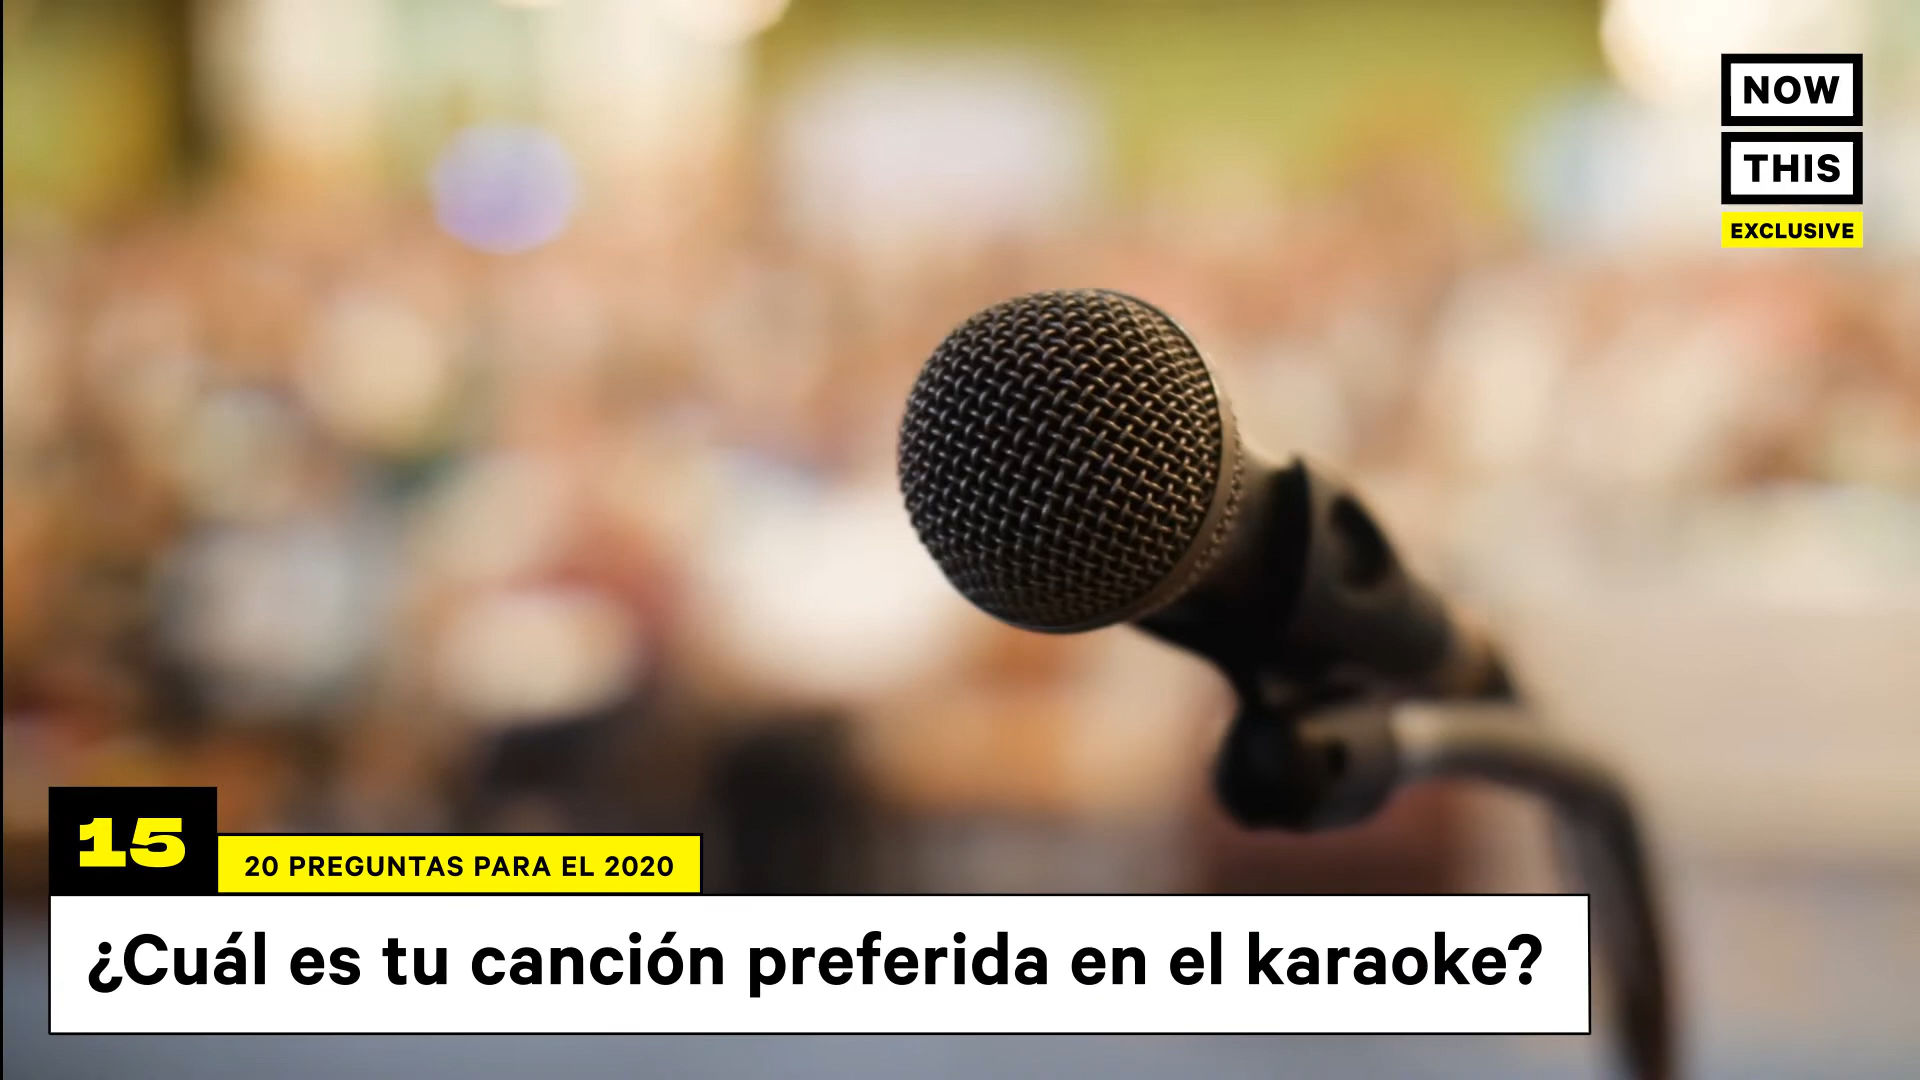 NOW
THIS
EXCLUSIVE
15
20 PREGUNTAS PARA EL 2020
¿Cuál es tu canción preferida en el karaoke?